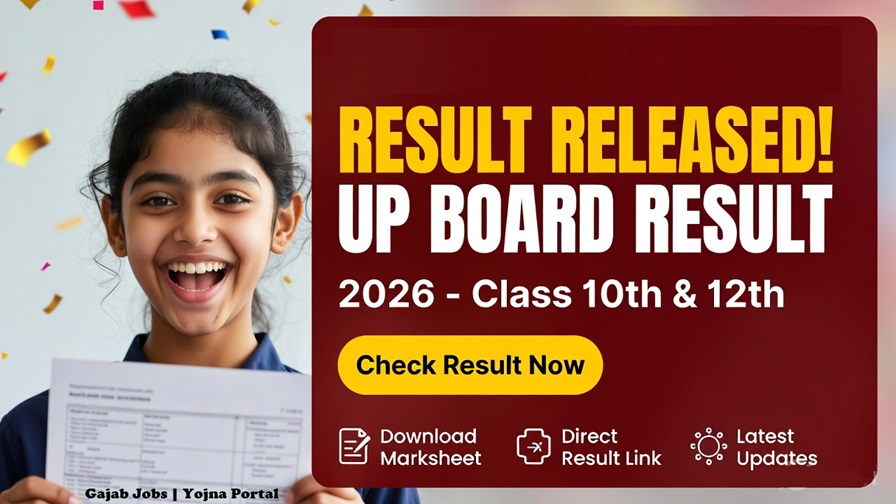 RESULT RELEASED!
UP BOARD RESULT
2026 - Class 10th & 12th
Check Result Now
Download
Marksheet
Direct
Result Link
Latest
Updates
Gajab Jobs | Yojna Portal